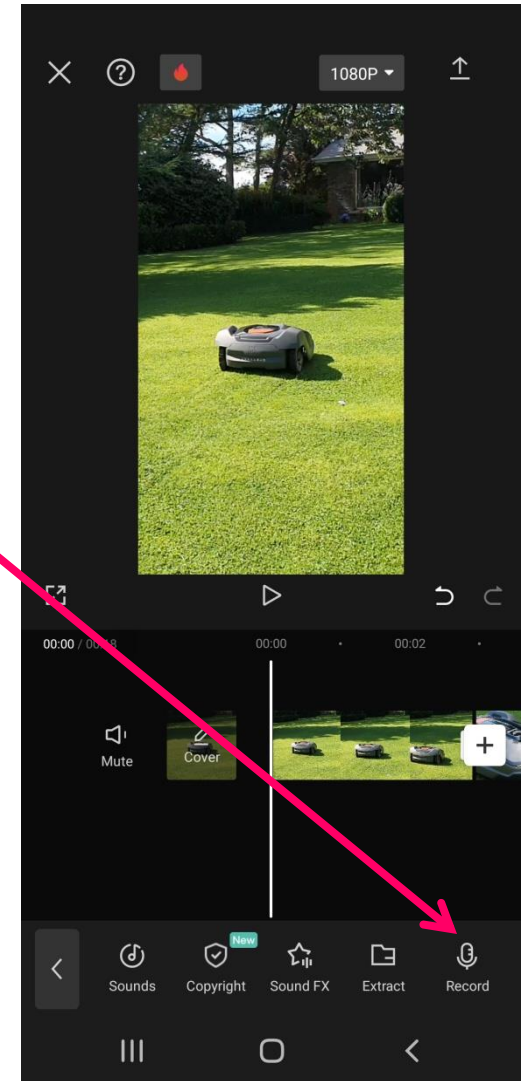 1080P
00:00 / 00:18
00:00
00:02
Mute
Cover
New
Sounds
Copyright
Sound FX
Extract
Record